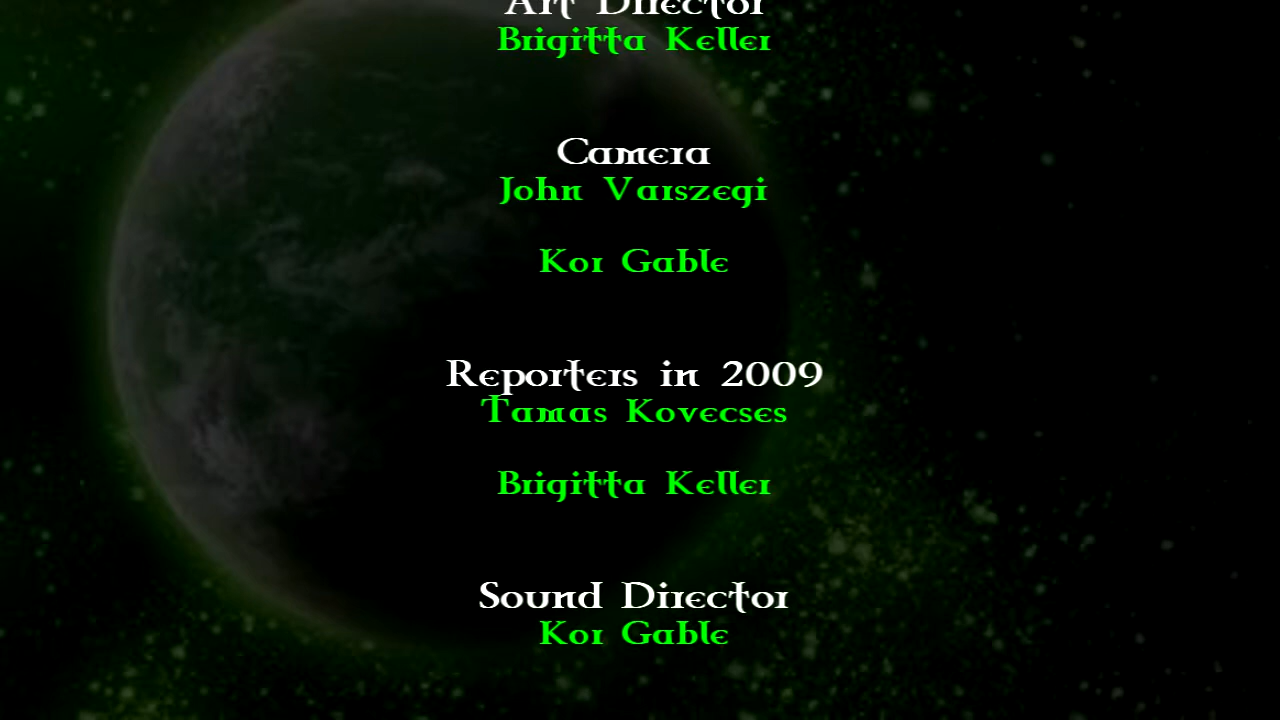 Art Director
Brigitta Keller
Camera
John Varszegi
Kor Gable
Reporters in 2009
Tamas Kovecses
Brigitta Keller
Sound Director
Kor Gable